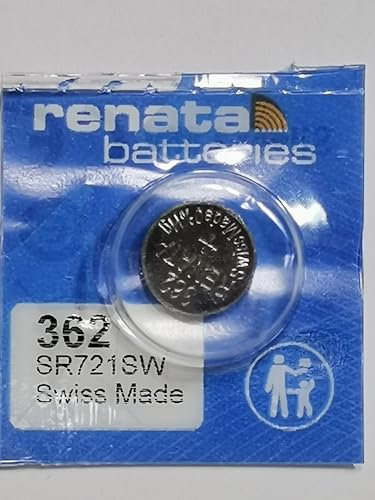 renata
batteries
362
SR721SW
Swiss Made